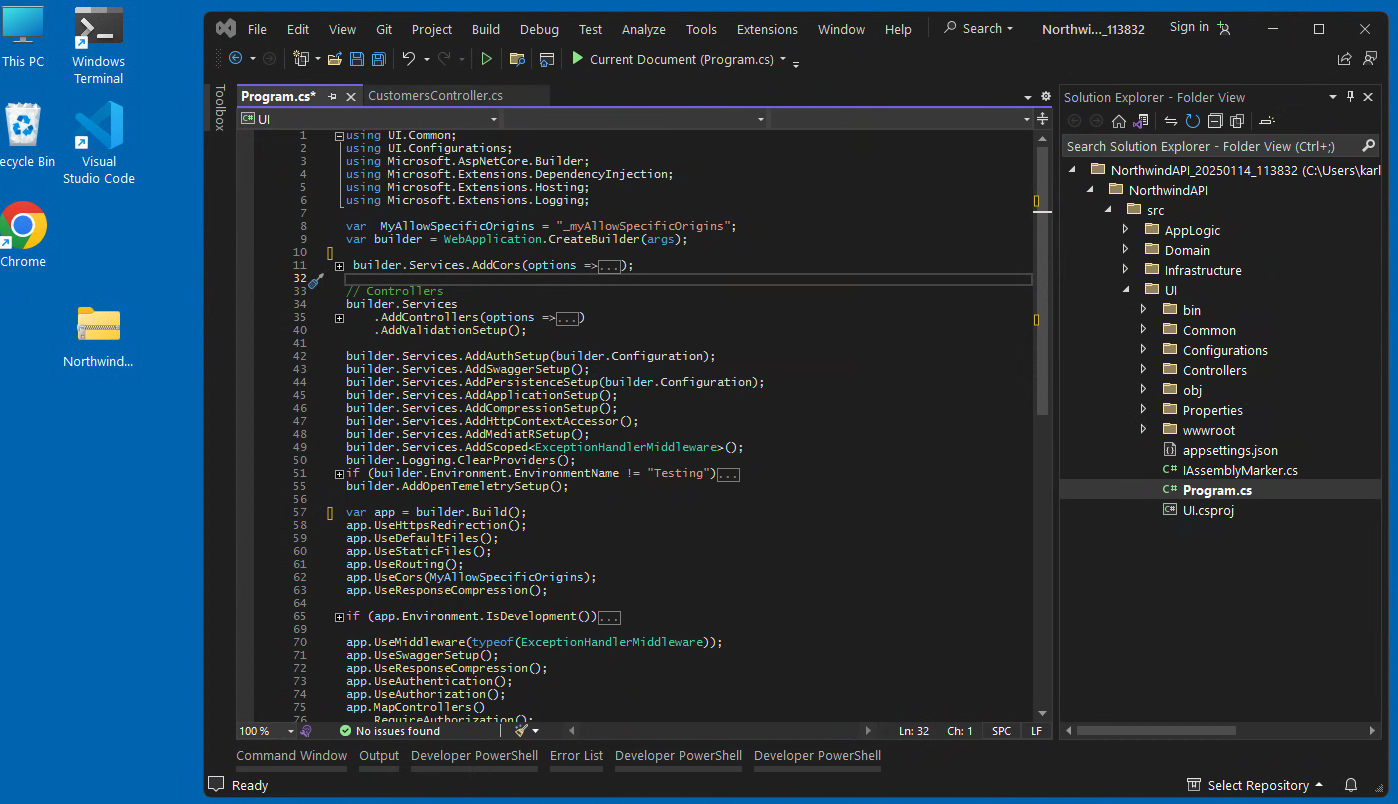 This PC
Windows
Terminal
ecycle Bin
Visual
Studio Code
Chrome
Northwind...
File Edit View Git Project Build Debug Test Analyze Tools Extensions Window Help Search Northwi..._113832 Sign in
Current Document (Program.cs)
Toolbox
Program.cs* CustomersController.cs
C# UI
1 using UI.Common;
2 using UI.Configurations;
3 using Microsoft.AspNetCore.Builder;
4 using Microsoft.Extensions.DependencyInjection;
5 using Microsoft.Extensions.Hosting;
6 using Microsoft.Extensions.Logging;
7
8 var  MyAllowSpecificOrigins = "_myAllowSpecificOrigins";
9 var builder = WebApplication.CreateBuilder(args);
10
11 builder.Services.AddCors(options =>...);
32
33 // Controllers
34 builder.Services
35 .AddControllers(options =>...)
40 .AddValidationSetup();
41
42 builder.Services.AddAuthSetup(builder.Configuration);
43 builder.Services.AddSwaggerSetup();
44 builder.Services.AddPersistenceSetup(builder.Configuration);
45 builder.Services.AddApplicationSetup();
46 builder.Services.AddCompressionSetup();
47 builder.Services.AddHttpContextAccessor();
48 builder.Services.AddMediatRSetup();
49 builder.Services.AddScoped<ExceptionHandlerMiddleware>();
50 builder.Logging.ClearProviders();
51 if (builder.Environment.EnvironmentName != "Testing")...
55 builder.AddOpenTemeletrySetup();
56
57 var app = builder.Build();
58 app.UseHttpsRedirection();
59 app.UseDefaultFiles();
60 app.UseStaticFiles();
61 app.UseRouting();
62 app.UseCors(MyAllowSpecificOrigins);
63 app.UseResponseCompression();
64
65 if (app.Environment.IsDevelopment())...
69
70 app.UseMiddleware(typeof(ExceptionHandlerMiddleware));
71 app.UseSwaggerSetup();
72 app.UseResponseCompression();
73 app.UseAuthentication();
74 app.UseAuthorization();
75 app.MapControllers()
76 .RequireAuthorization();
100 % No issues found Ln: 32 Ch: 1 SPC LF
Command Window Output Developer PowerShell Error List Developer PowerShell Developer PowerShell
Ready Select Repository
Solution Explorer - Folder View
Search Solution Explorer - Folder View (Ctrl+;)
NorthwindAPI_20250114_113832 (C:\Users\karl
NorthwindAPI
src
AppLogic
Domain
Infrastructure
UI
bin
Common
Configurations
Controllers
obj
Properties
wwwroot
appsettings.json
C# IAssemblyMarker.cs
C# Program.cs
C# UI.csproj